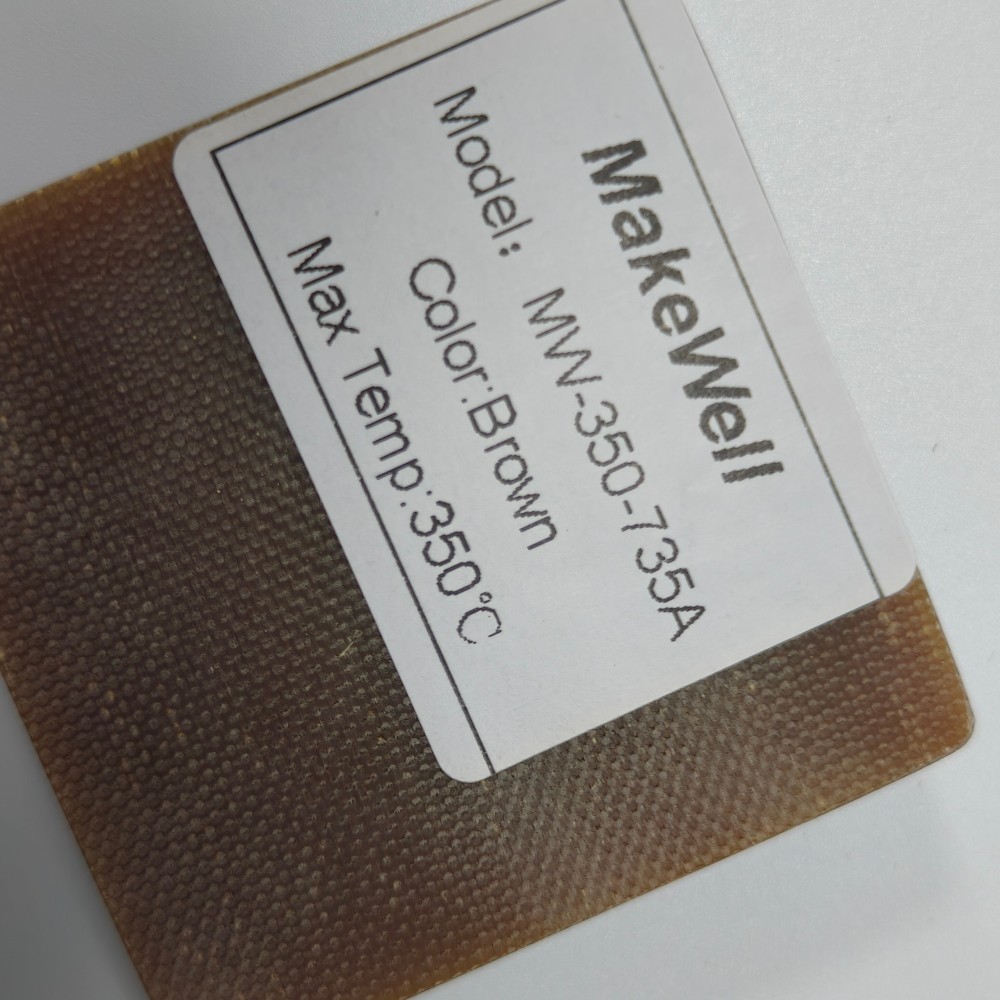 MakeWell
Model: MW-350-735A
Color:Brown
Max Temp:350℃